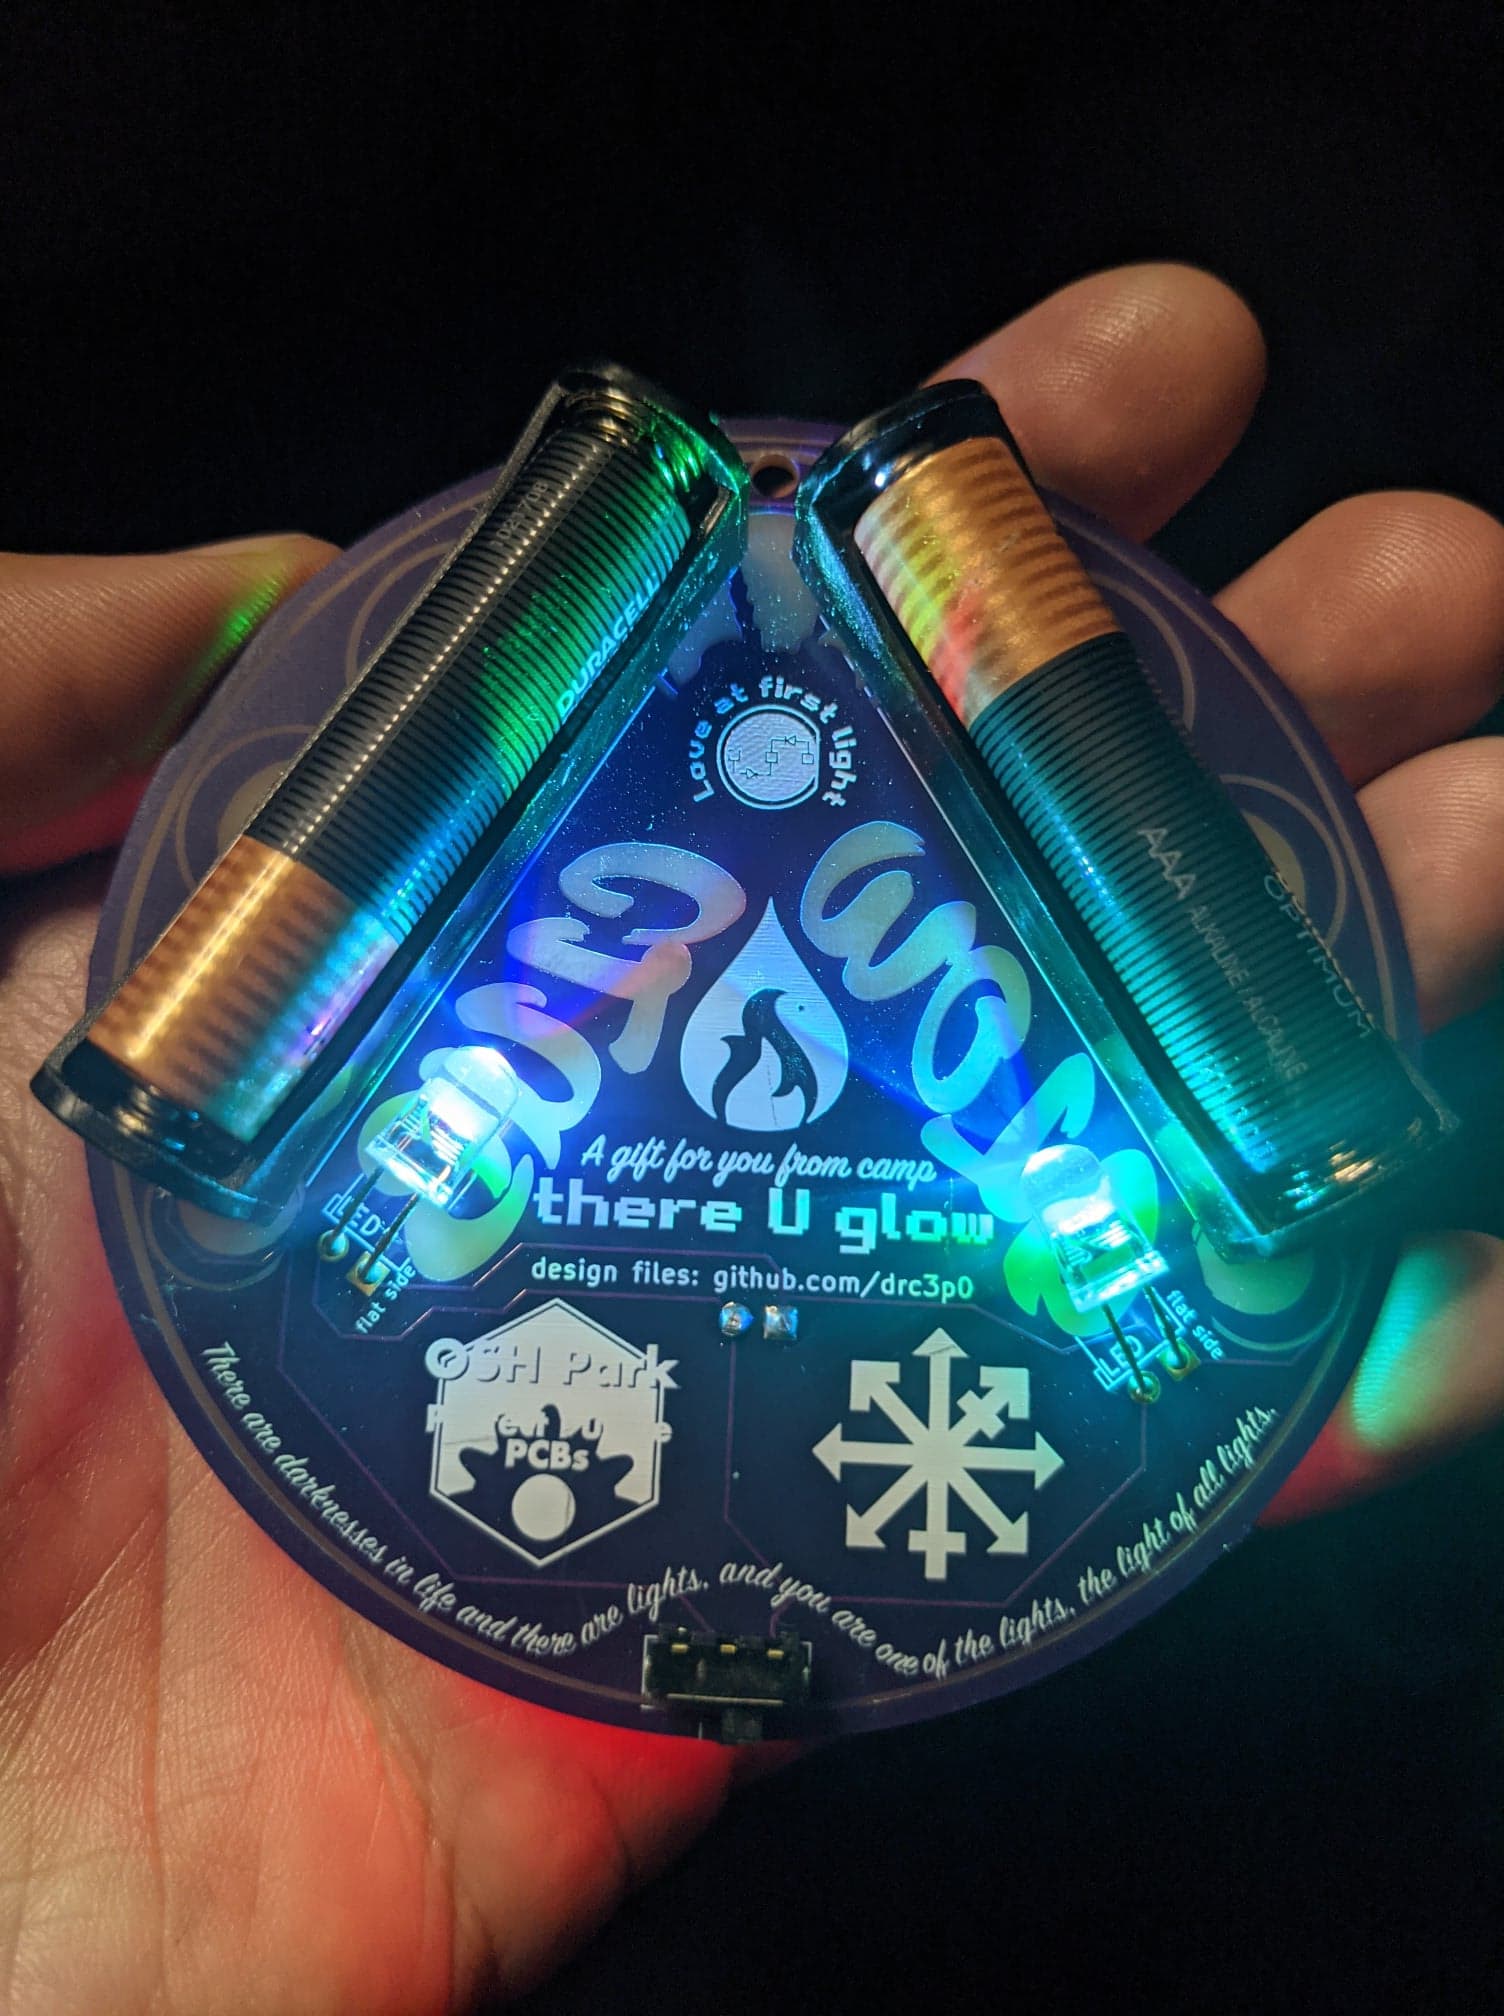 DURACELL
OPTIMUM
AAA ALKALINE/ALCALINE
Love at first light
A gift for you from camp
there U glow
design files: github.com/drc3p0
LED
flat side
LED
flat side
OSH Park
PCBs
There are darknesses in life and there are lights, and you are one of the lights, the light of all lights.